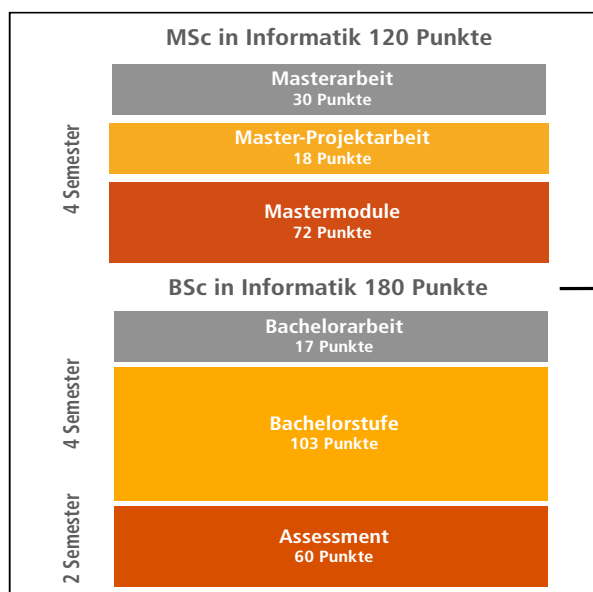 MSc in Informatik 120 Punkte
Masterarbeit
30 Punkte
4 Semester
Master-Projektarbeit
18 Punkte
Mastermodule
72 Punkte
BSc in Informatik 180 Punkte
Bachelorarbeit
17 Punkte
4 Semester
Bachelorstufe
103 Punkte
2 Semester
Assessment
60 Punkte